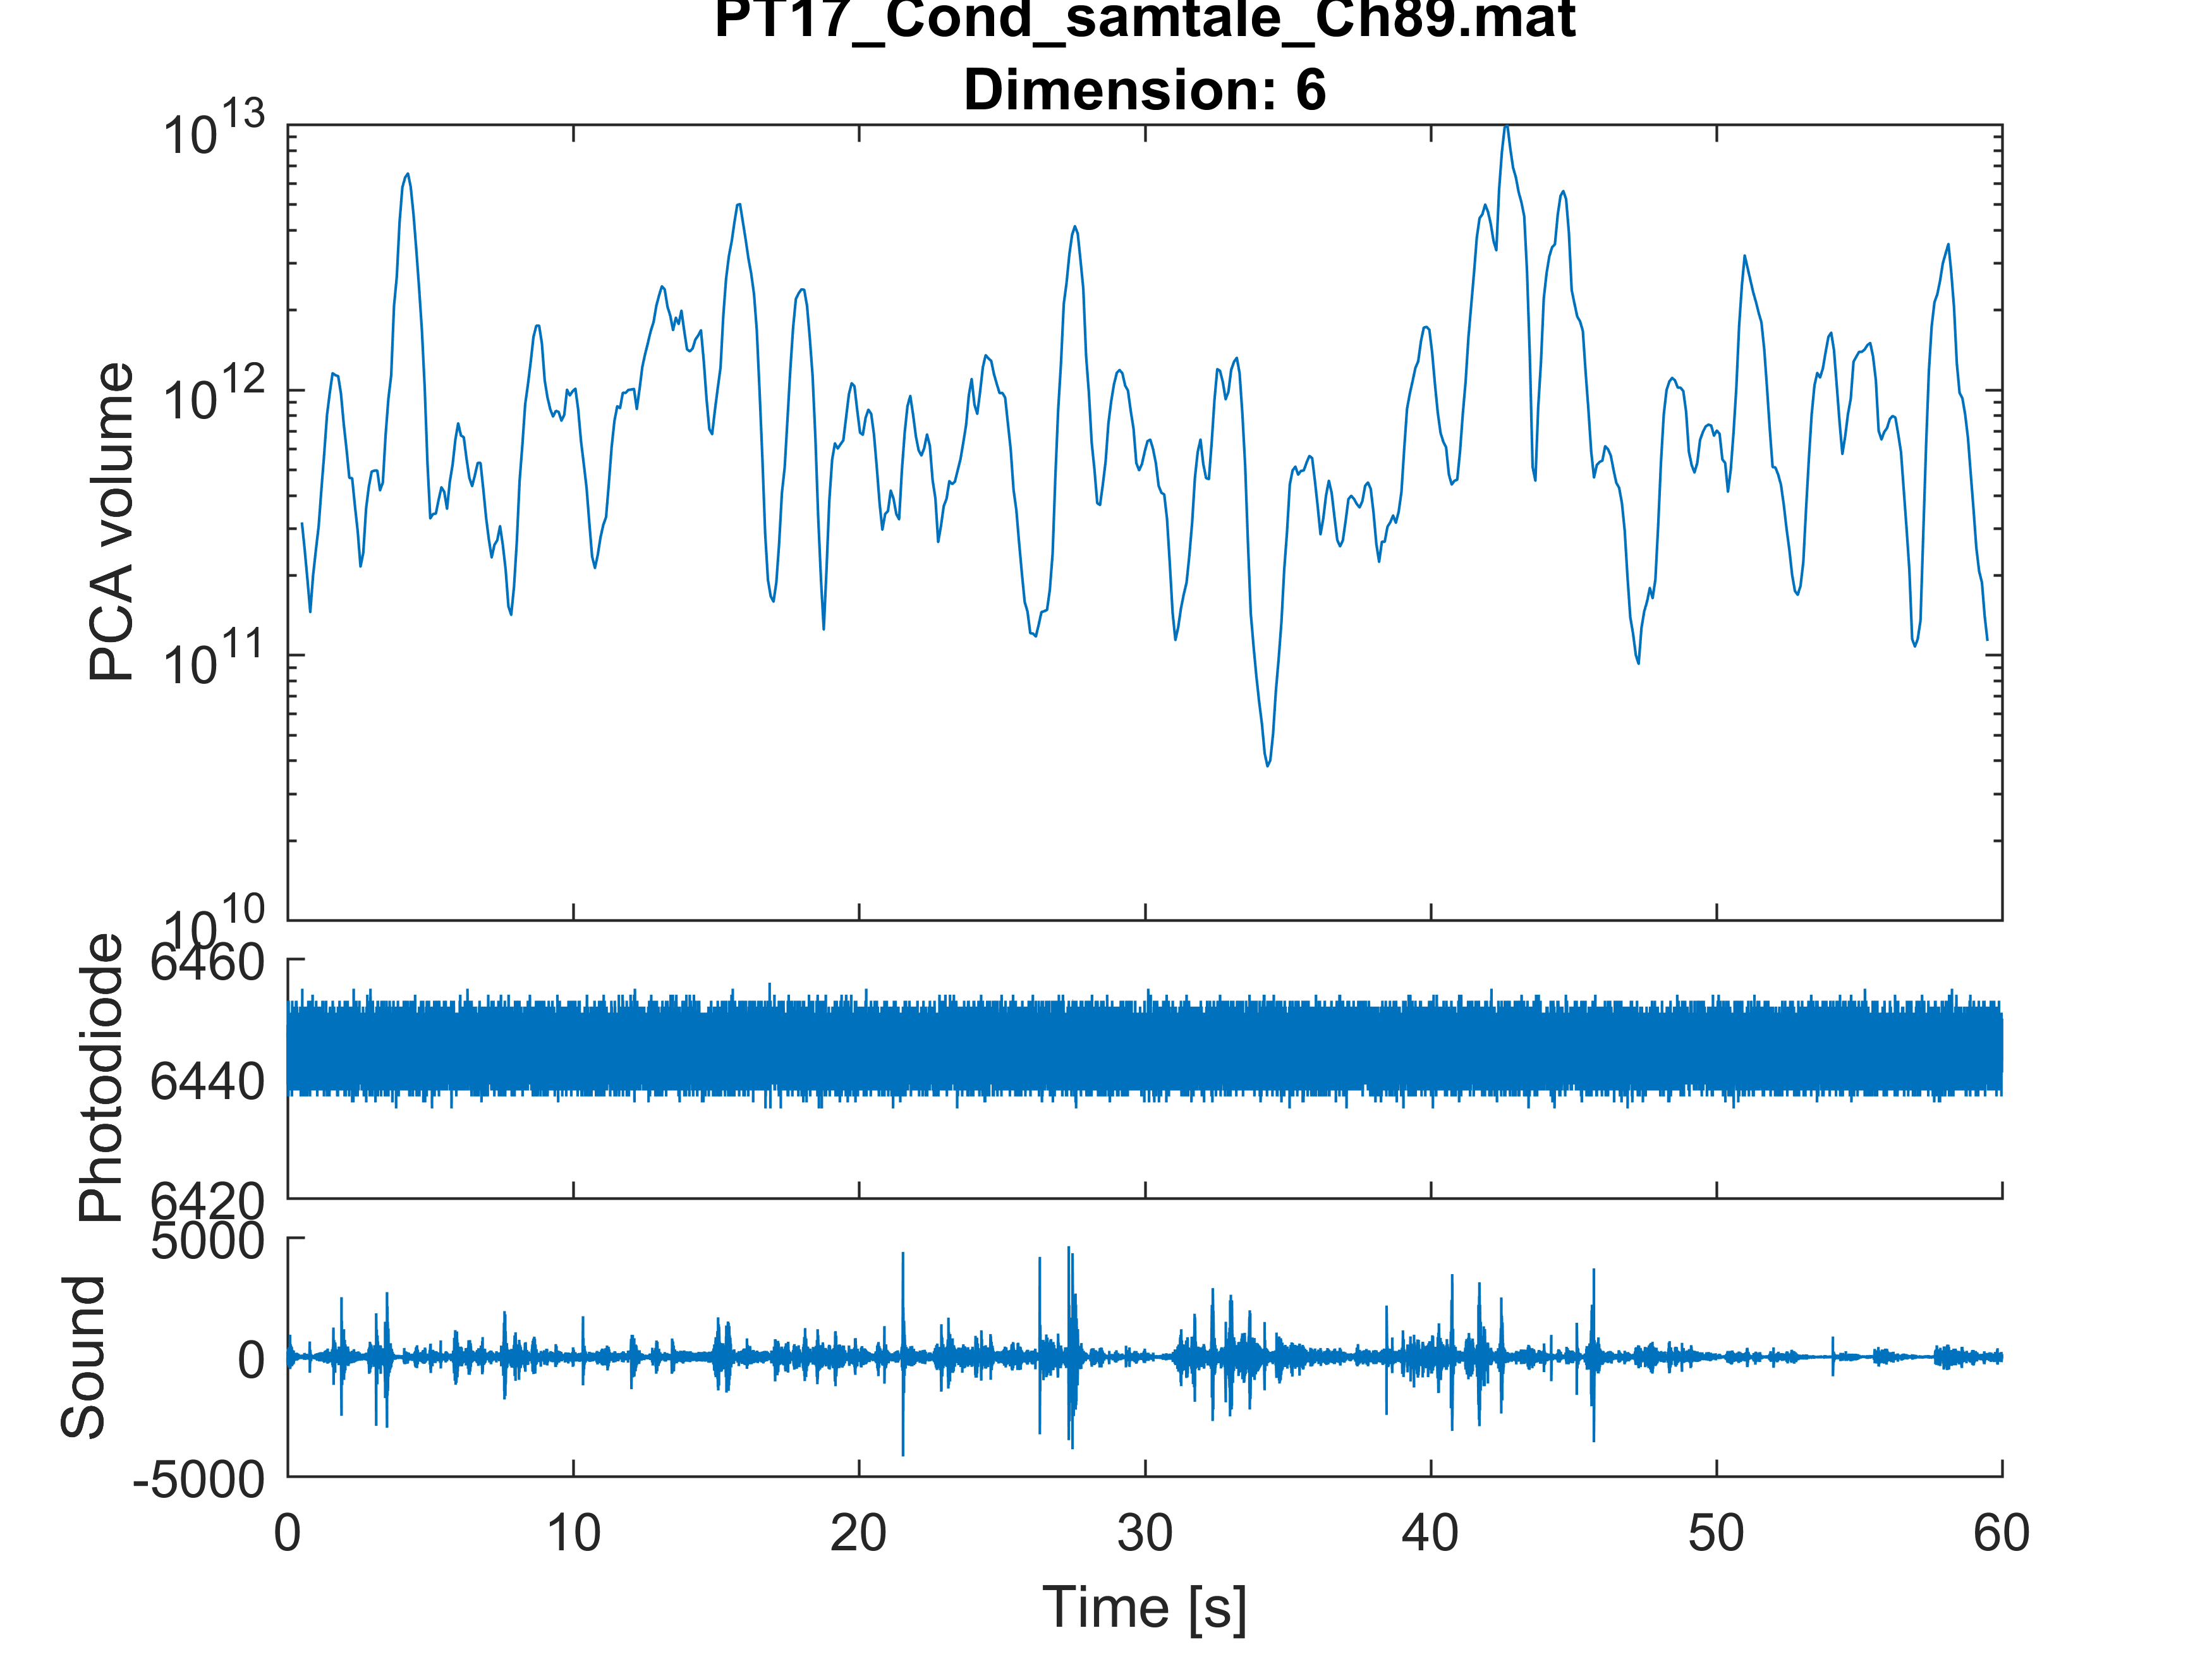 PT17_Cond_samtale_Ch89.mat
Dimension: 6
PCA volume
10^13
10^12
10^11
10^10
Photodiode
6460
6440
6420
Sound
5000
0
-5000
0 10 20 30 40 50 60
Time [s]